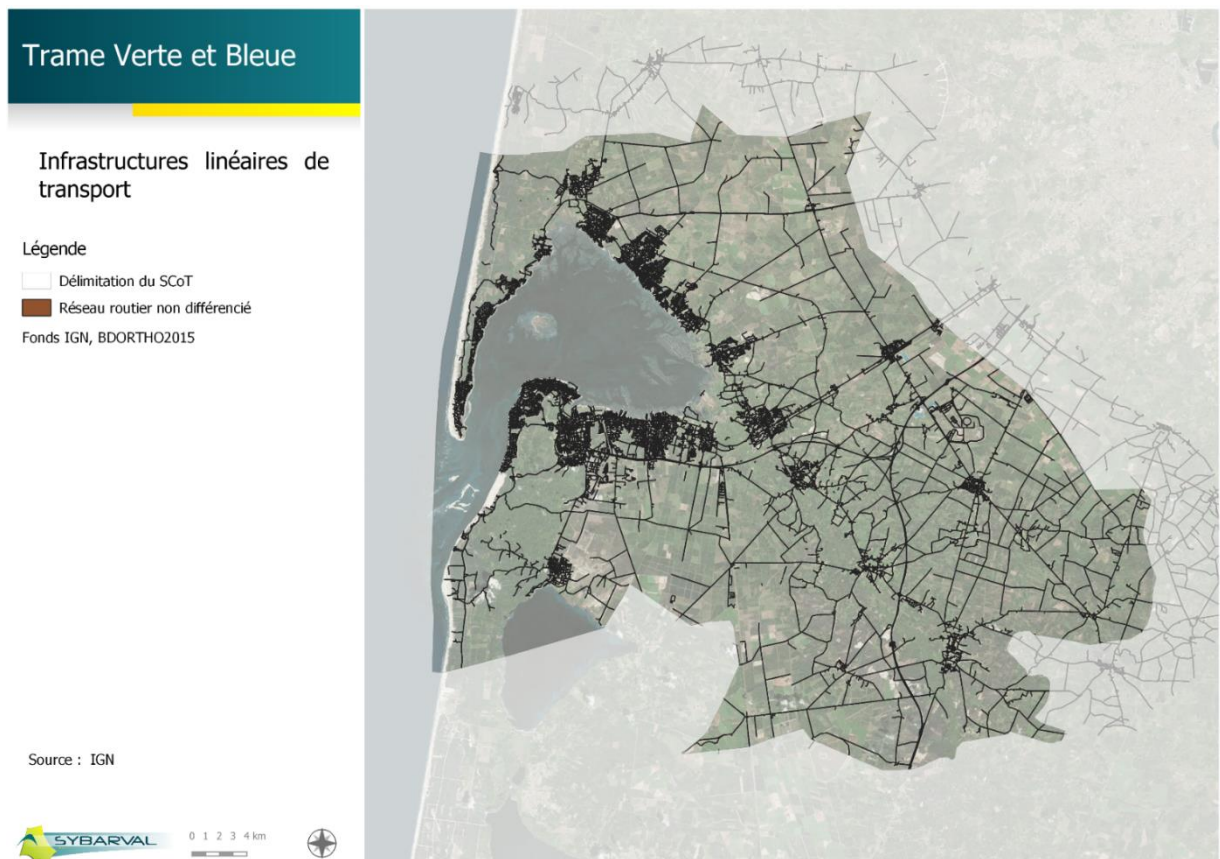 Trame Verte et Bleue
Infrastructures linéaires de
transport
Légende
Délimitation du SCoT
Réseau routier non différencié
Fonds IGN, BDORTHO2015
Source : IGN
SYBARVAL
0 1 2 3 4 km